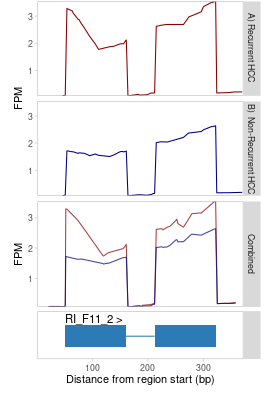 3
2
1
A) Recurrent HCC
FPM
3
2
1
B) Non-Recurrent HCC
3
2
1
FPM
Combined
RI_F11_2 >
100
200
300
Distance from region start (bp)